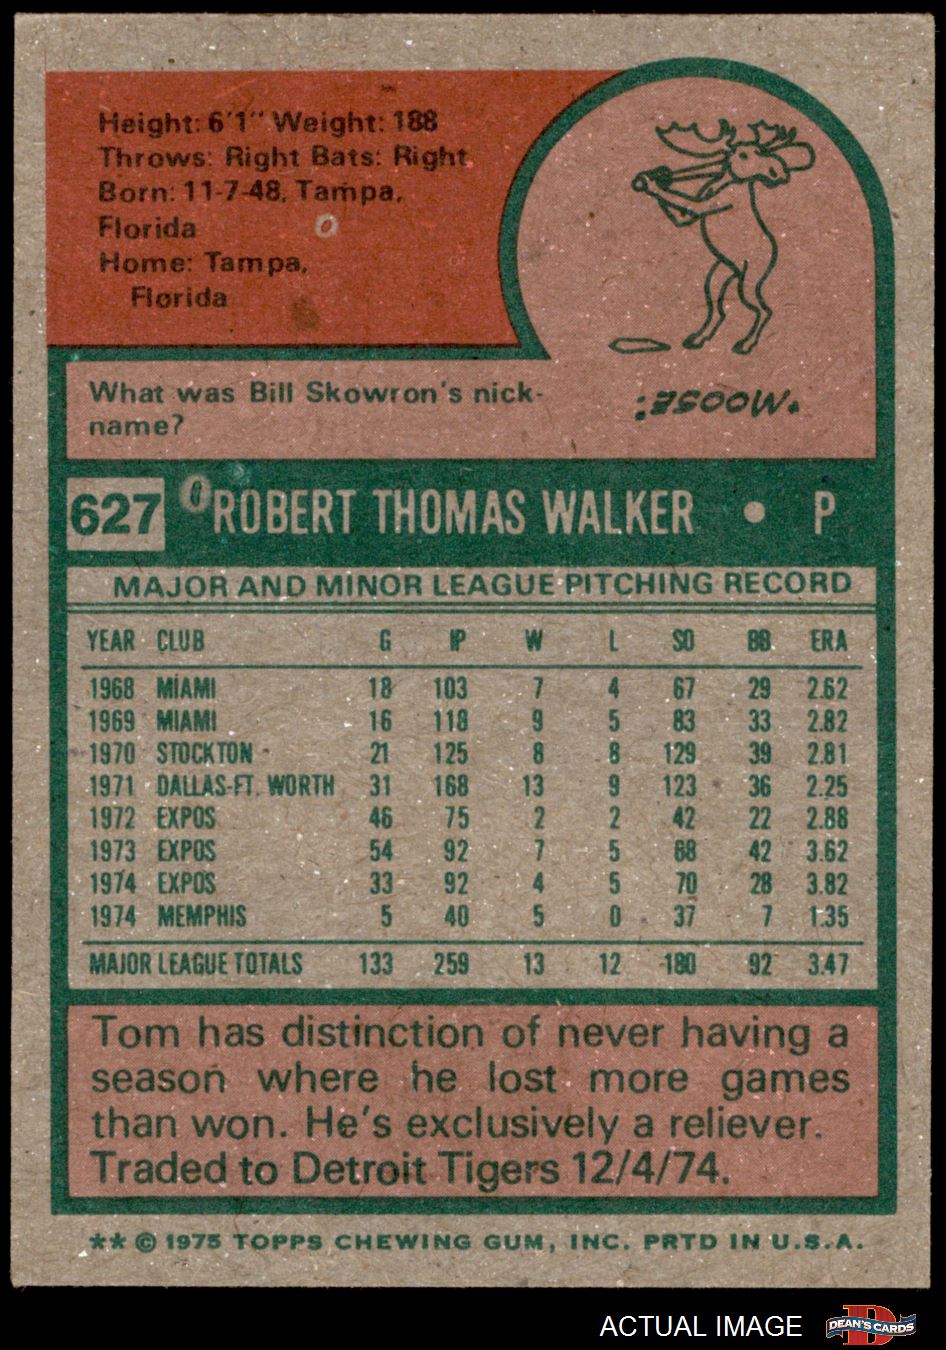 Height: 6'1" Weight: 188
Throws: Right Bats: Right
Born: 11-7-48, Tampa,
Florida
Home: Tampa,
Florida
What was Bill Skowron's nick-
name?
"MOOSE."
627 ROBERT THOMAS WALKER • P
MAJOR AND MINOR LEAGUE PITCHING RECORD
YEAR CLUB G IP W L SO BB ERA
1968 MIAMI 18 103 7 4 67 29 2.62
1969 MIAMI 16 118 9 5 83 33 2.82
1970 STOCKTON 21 125 8 8 129 39 2.81
1971 DALLAS-FT. WORTH 31 168 13 9 123 36 2.25
1972 EXPOS 46 75 2 2 42 22 2.88
1973 EXPOS 54 92 7 5 68 42 3.62
1974 EXPOS 33 92 4 5 70 28 3.82
1974 MEMPHIS 5 40 5 0 37 7 1.35
MAJOR LEAGUE TOTALS 133 259 13 12 180 92 3.47
Tom has distinction of never having a
season where he lost more games
than won. He's exclusively a reliever.
Traded to Detroit Tigers 12/4/74.
** © 1975 TOPPS CHEWING GUM, INC. PRTD IN U.S.A.
ACTUAL IMAGE D DEAN'S CARDS